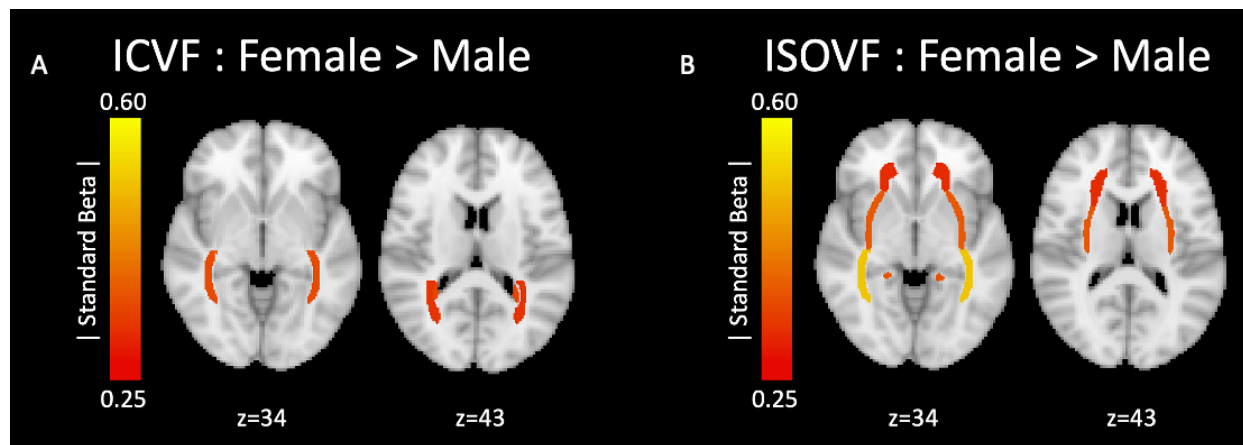 A
ICVF : Female > Male
0.60
| Standard Beta |
0.25
z=34
z=43
B
ISOVF : Female > Male
0.60
| Standard Beta |
0.25
z=34
z=43